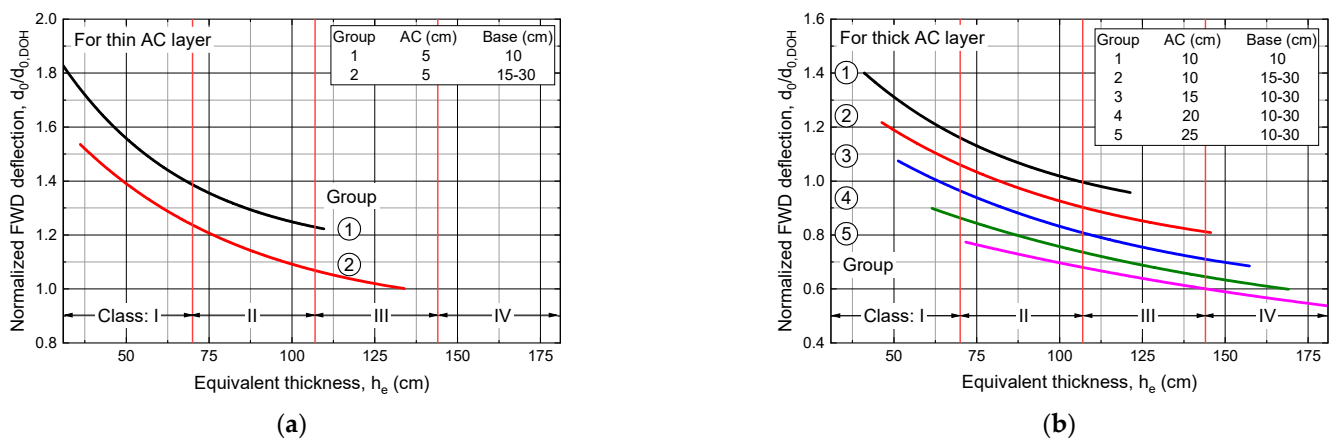 For thin AC layer
Group AC (cm) Base (cm)
1 5 10
2 5 15-30
2.0
1.8
1.6
1.4
1.2
1.0
0.8
Normalized FWD deflection, d0/d0,DOH
Group
1
2
Class: I II III IV
50 75 100 125 150 175
Equivalent thickness, he (cm)
(a)
For thick AC layer
Group AC (cm) Base (cm)
1 10 10
2 10 15-30
3 15 10-30
4 20 10-30
5 25 10-30
1.6
1.4
1.2
1.0
0.8
0.6
0.4
Normalized FWD deflection, d0/d0,DOH
1
2
3
4
5
Group
Class: I II III IV
50 75 100 125 150 175
Equivalent thickness, he (cm)
(b)